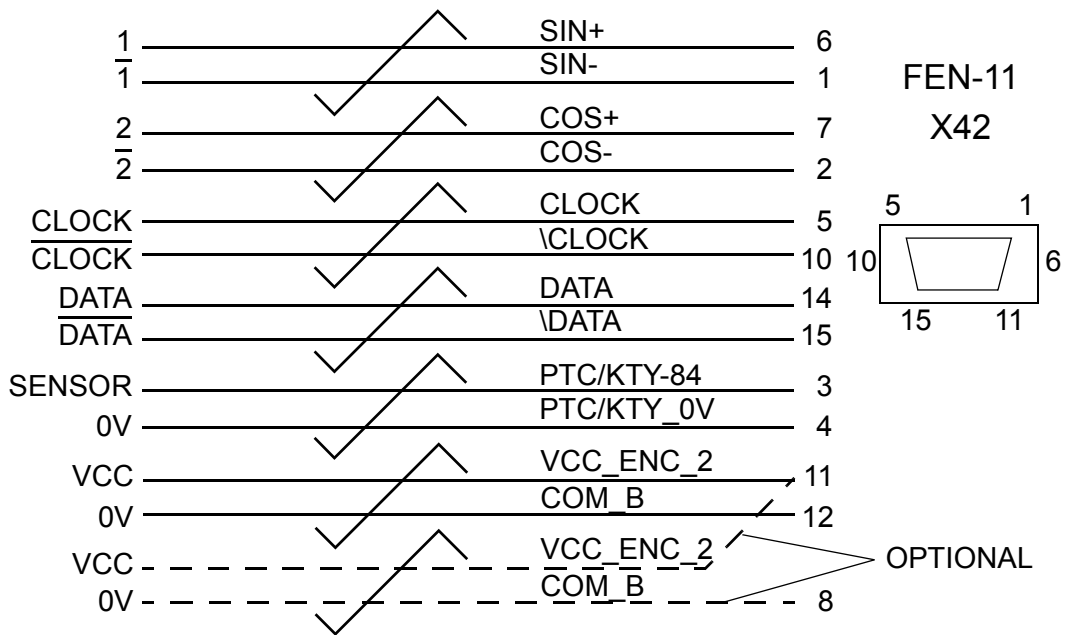 1 SIN+ 6
1̅ SIN- 1
FEN-11
X42
2 COS+ 7
2̅ COS- 2
CLOCK CLOCK 5
C̅L̅O̅C̅K̅ \CLOCK 10
DATA DATA 14
D̅A̅T̅A̅ \DATA 15
SENSOR PTC/KTY-84 3
0V PTC/KTY_0V 4
VCC VCC_ENC_2 11
0V COM_B 12
VCC VCC_ENC_2
0V COM_B 8
OPTIONAL
5 1
10 6
15 11